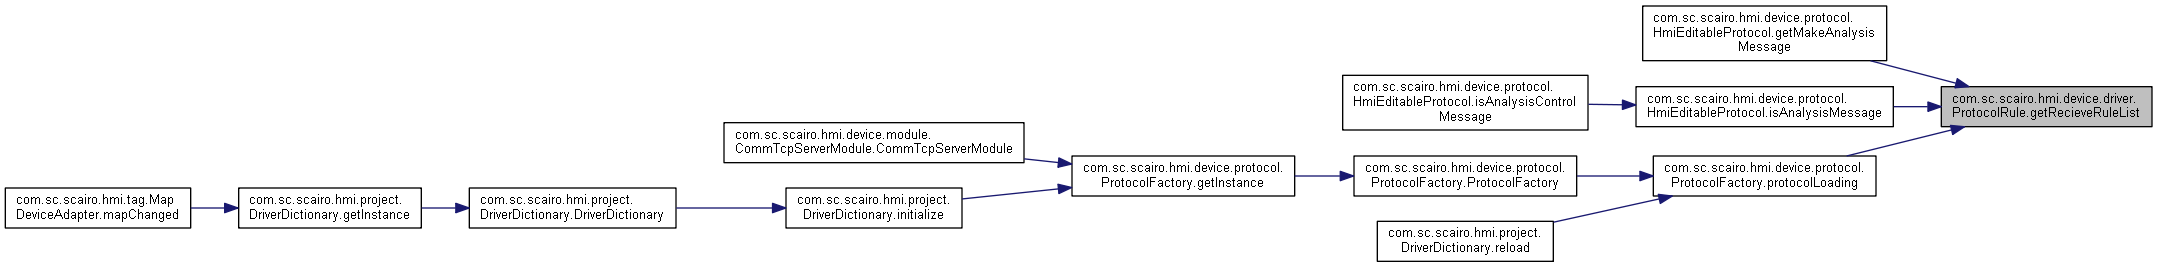 com.sc.scairo.hmi.device.protocol.
HmiEditableProtocol.getMakeAnalysis
Message
com.sc.scairo.hmi.device.protocol.
HmiEditableProtocol.isAnalysisControl
Message
com.sc.scairo.hmi.device.protocol.
HmiEditableProtocol.isAnalysisMessage
com.sc.scairo.hmi.device.driver.
ProtocolRule.getRecieveRuleList
com.sc.scairo.hmi.device.module.
CommTcpServerModule.CommTcpServerModule
com.sc.scairo.hmi.device.protocol.
ProtocolFactory.getInstance
com.sc.scairo.hmi.device.protocol.
ProtocolFactory.ProtocolFactory
com.sc.scairo.hmi.device.protocol.
ProtocolFactory.protocolLoading
com.sc.scairo.hmi.tag.Map
DeviceAdapter.mapChanged
com.sc.scairo.hmi.project.
DriverDictionary.getInstance
com.sc.scairo.hmi.project.
DriverDictionary.DriverDictionary
com.sc.scairo.hmi.project.
DriverDictionary.initialize
com.sc.scairo.hmi.project.
DriverDictionary.reload